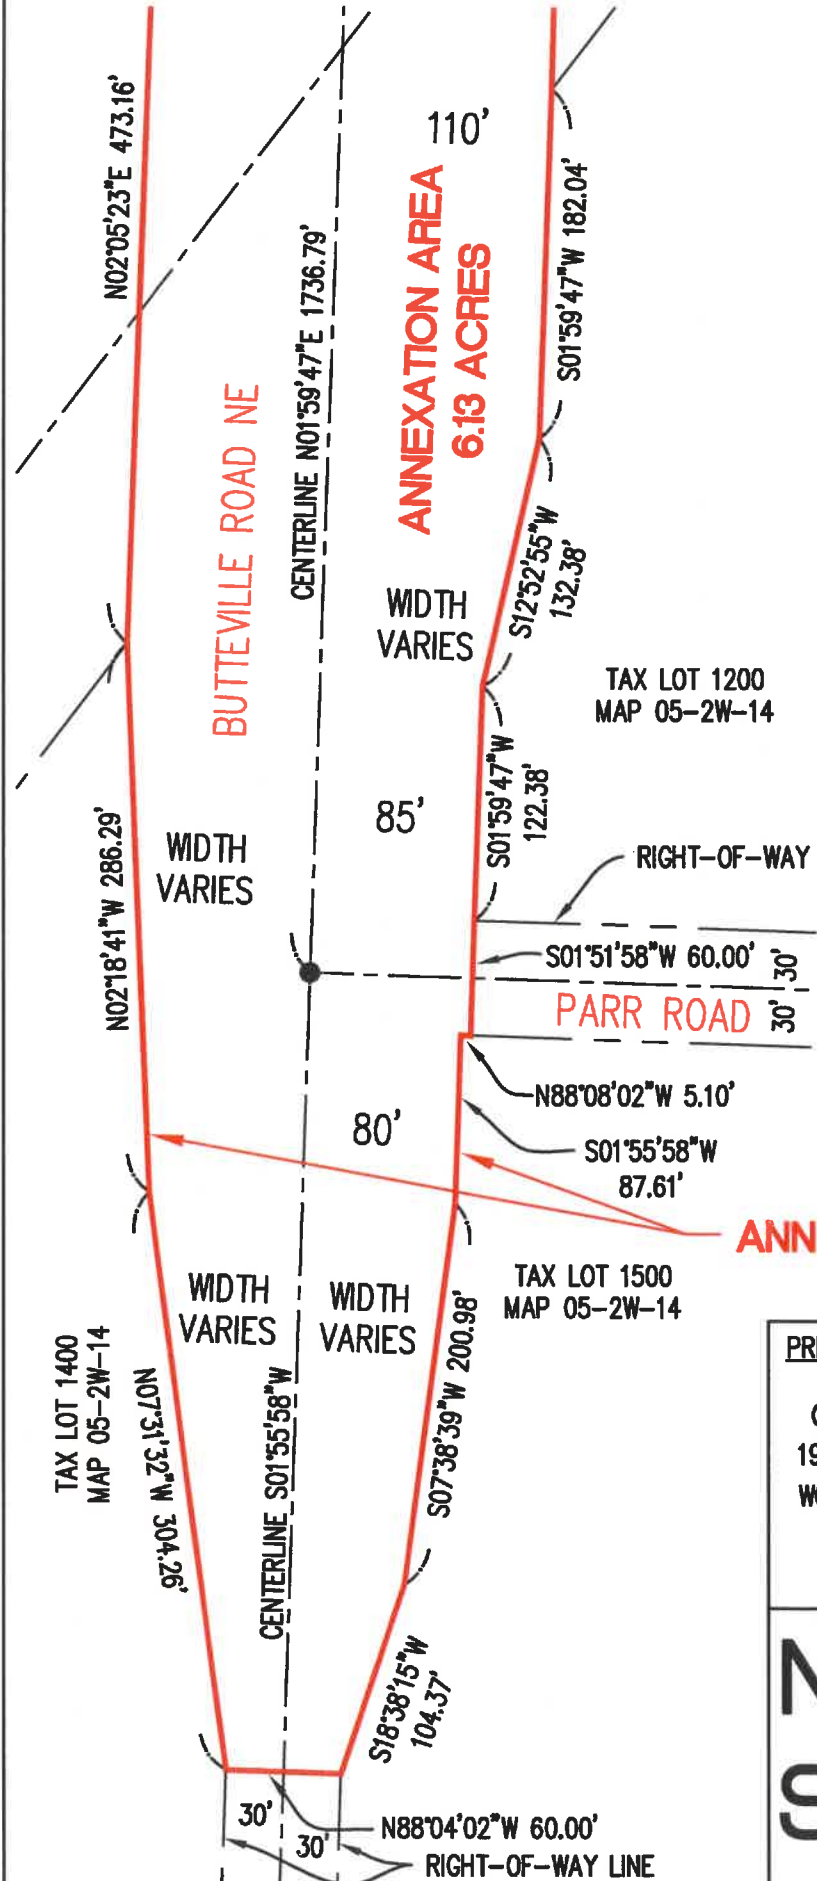 N02°05'23"E 473.16'
110'
ANNEXATION AREA
6.13 ACRES
S01°59'47"W 182.04'
CENTERLINE N01°59'47"E 1736.79'
BUTTEVILLE ROAD NE
S12°52'55"W
132.38'
WIDTH
VARIES
TAX LOT 1200
MAP 05-2W-14
S01°59'47"W
122.38'
85'
N02°18'41"W 286.29'
WIDTH
VARIES
RIGHT-OF-WAY
S01°51'58"W 60.00'
30'
PARR ROAD
30'
N88°08'02"W 5.10'
80'
S01°55'58"W
87.61'
ANN
TAX LOT 1500
MAP 05-2W-14
WIDTH
VARIES
WIDTH
VARIES
TAX LOT 1400
MAP 05-2W-14
N07°31'32"W 304.26'
CENTERLINE S01°55'58"W
S07°38'39"W 200.98'
S18°38'15"W
104.37'
30'
30'
N88°04'02"W 60.00'
RIGHT-OF-WAY LINE
19
N
S